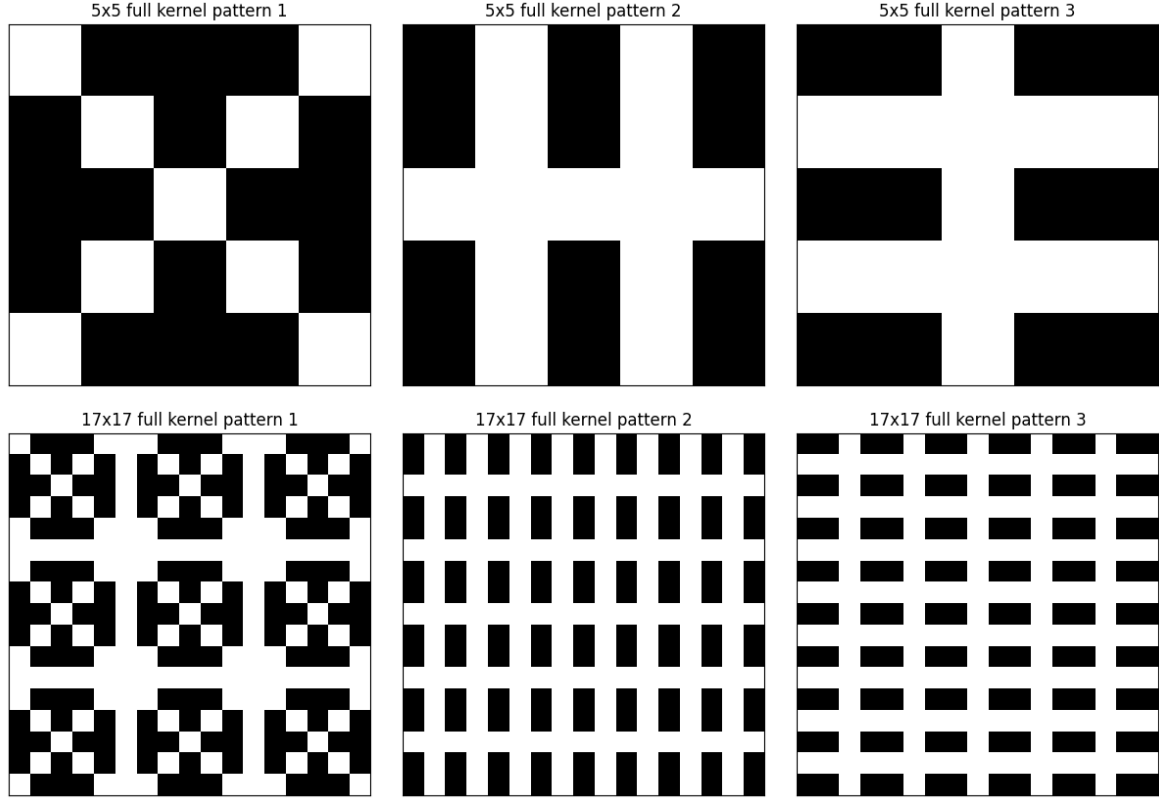 5x5 full kernel pattern 1
5x5 full kernel pattern 2
5x5 full kernel pattern 3
17x17 full kernel pattern 1
17x17 full kernel pattern 2
17x17 full kernel pattern 3